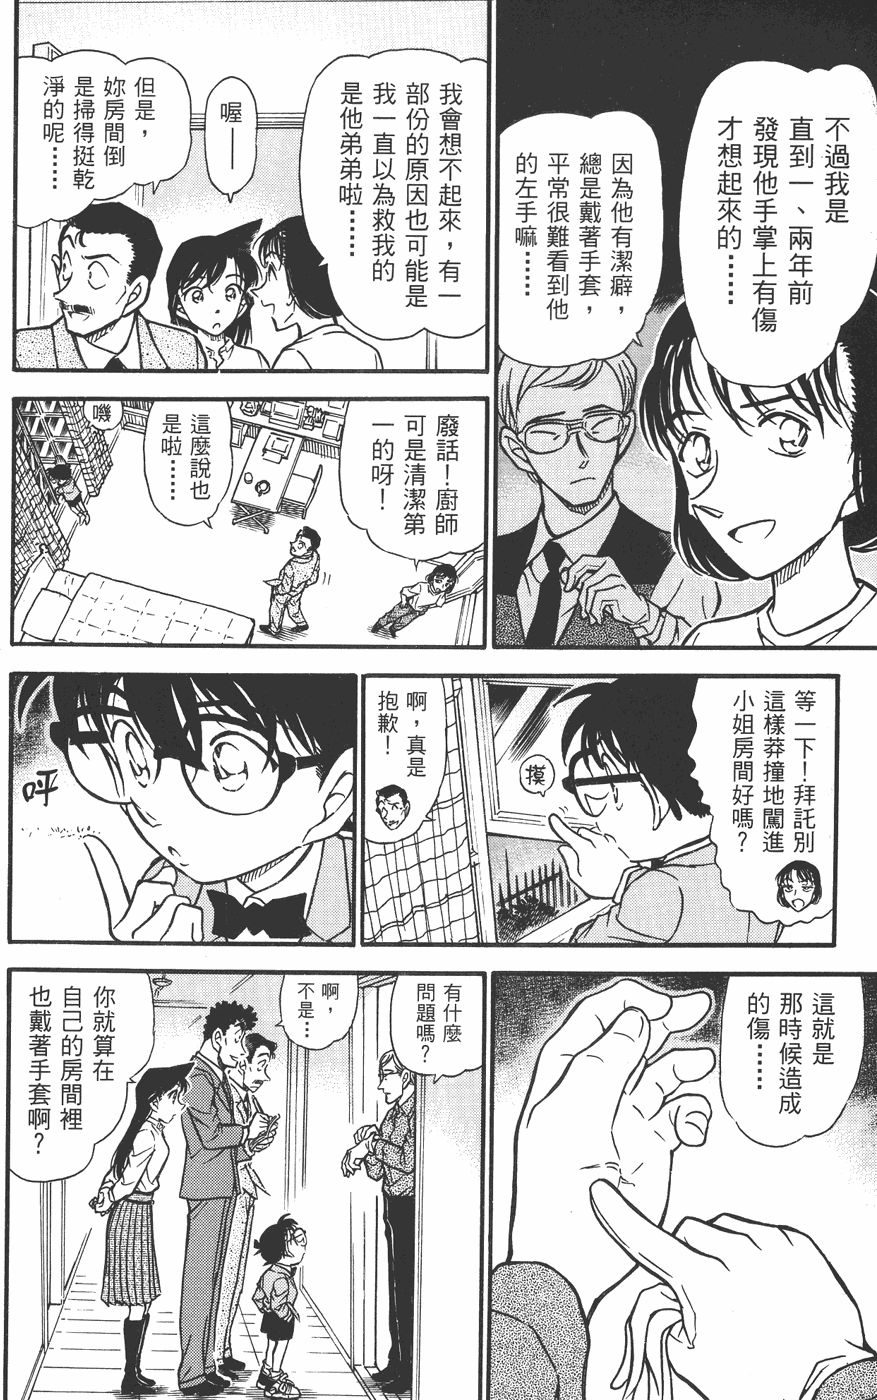 不過我是
直到一、兩年前
發現他手掌上有傷
才想起來的……
因為他有潔癖，
總是戴著手套，
平常很難看到他
的左手嘛……
我會想不起來，有一
部份的原因也可能是
我一直以為救我的
是他弟弟啦……
喔—
但是，
妳房間倒
是掃得挺乾
淨的呢……
廢話！廚師
可是清潔第
一的呀！
這麼說也
是啦……
嘰
等一下！拜託別
這樣莽撞地闖進
小姐房間好嗎？
摸
啊，真是
抱歉！
呼
這就是
那時候造成
的傷……
有什麼
問題嗎？
啊，
不是…
你就算在
自己的房間裡
也戴著手套啊？